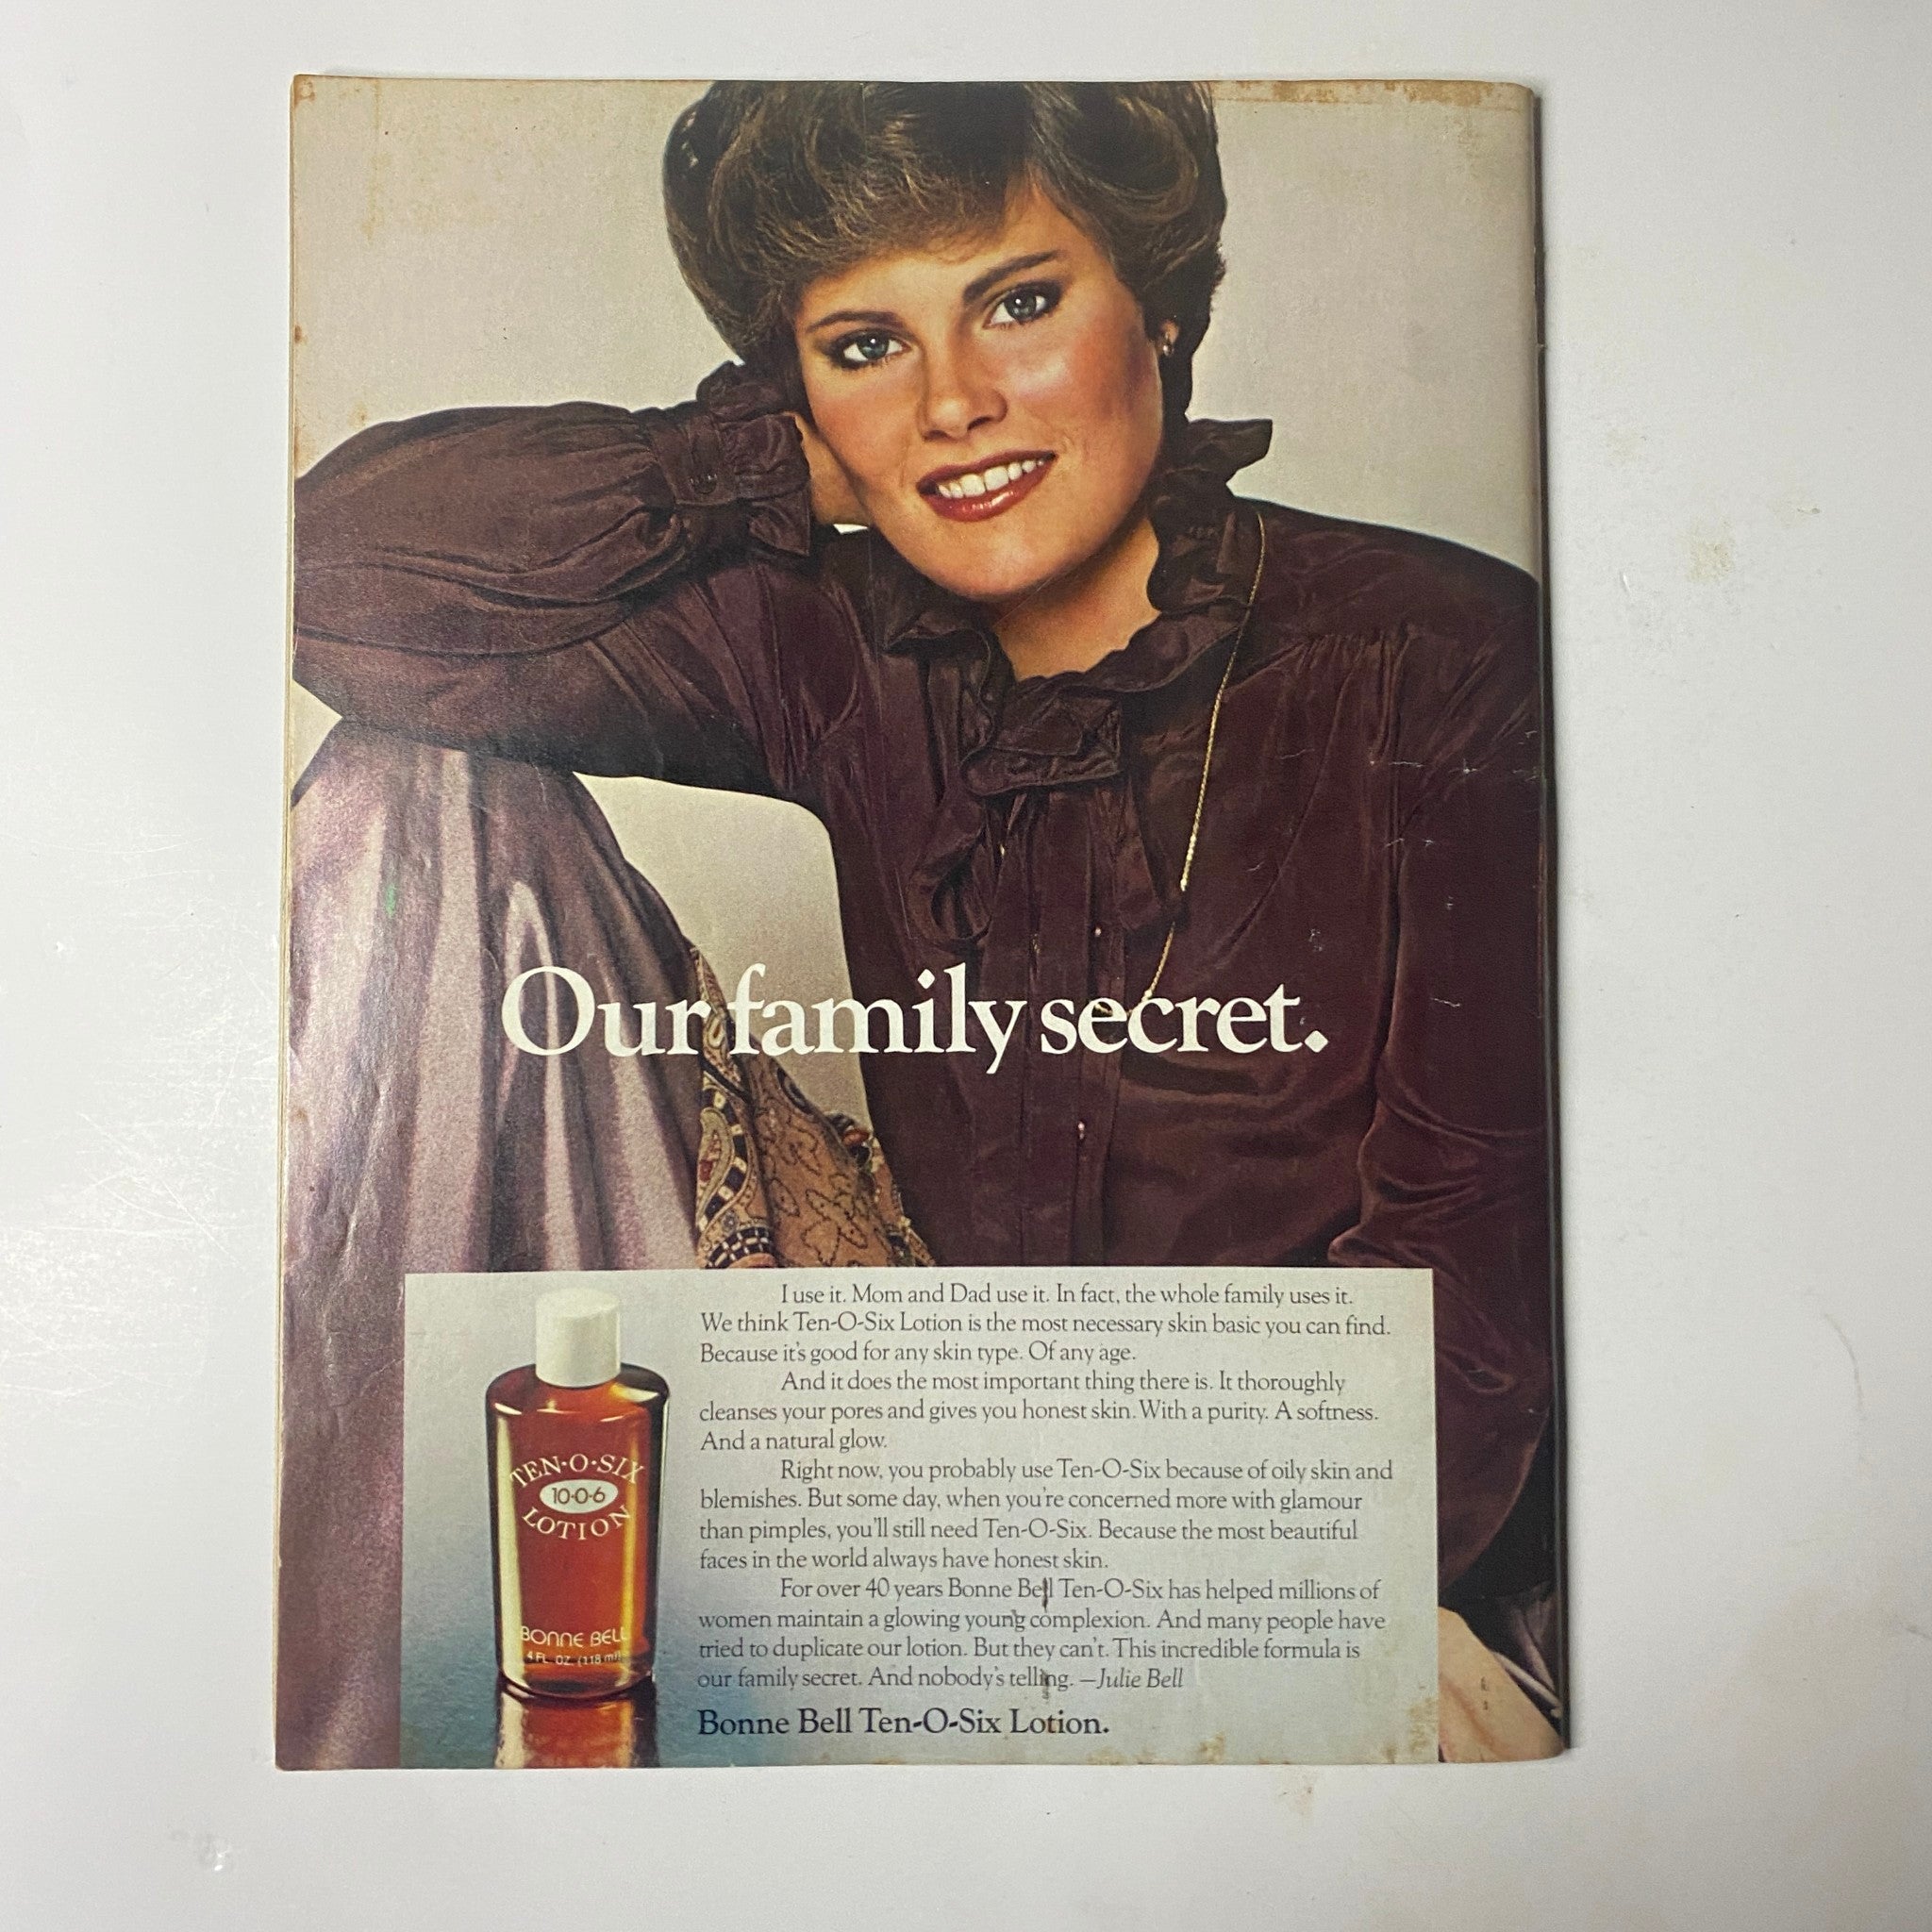 Our family secret.
I use it. Mom and Dad use it. In fact, the whole family uses it.
We think Ten-O-Six Lotion is the most necessary skin basic you can find.
Because it's good for any skin type. Of any age.
And it does the most important thing there is. It thoroughly
cleanses your pores and gives you honest skin. With a purity. A softness.
And a natural glow.
Right now, you probably use Ten-O-Six because of oily skin and
blemishes. But some day, when you're concerned more with glamour
than pimples, you'll still need Ten-O-Six. Because the most beautiful
faces in the world always have honest skin.
For over 40 years Bonne Bell Ten-O-Six has helped millions of
women maintain a glowing young complexion. And many people have
tried to duplicate our lotion. But they can't. This incredible formula is
our family secret. And nobody's telling. —Julie Bell
Bonne Bell Ten-O-Six Lotion.
TEN·O·SIX
10·0·6
LOTION
BONNE BELL
4 FL. OZ. (118 ml)